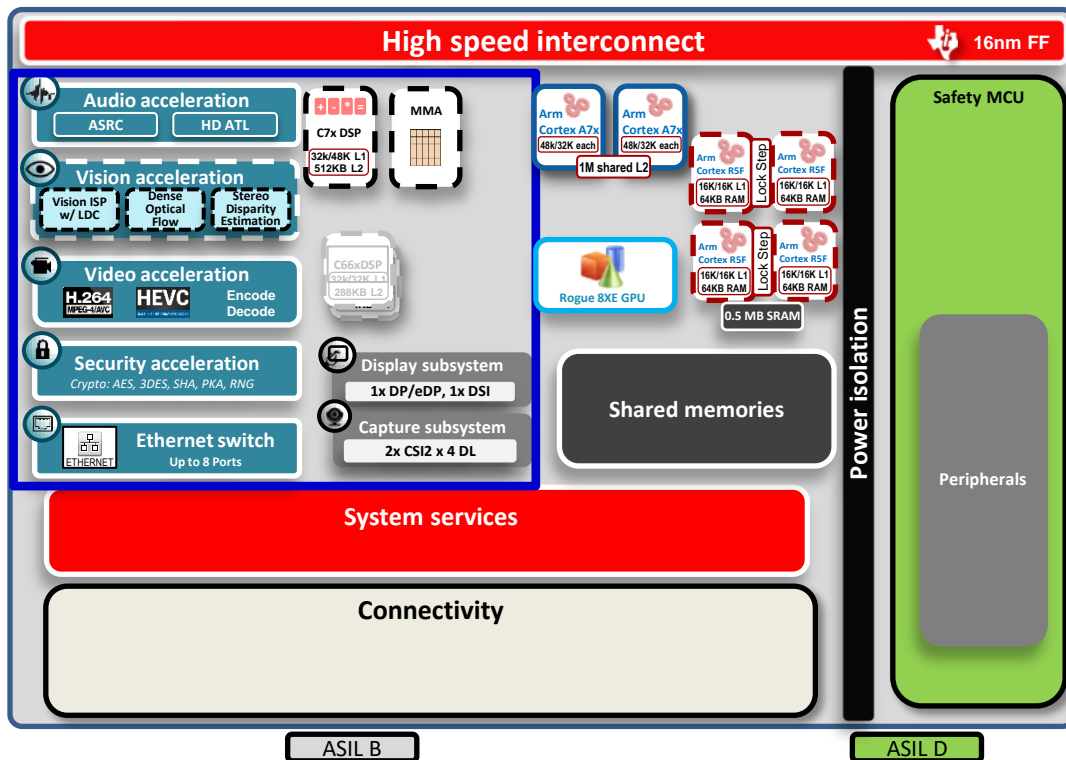 High speed interconnect
16nm FF
Audio acceleration
ASRC
HD ATL
Vision acceleration
Vision ISP
w/ LDC
Dense
Optical
Flow
Stereo
Disparity
Estimation
Video acceleration
H.264
MPEG-4/AVC
HEVC
Encode
Decode
Security acceleration
Crypto: AES, 3DES, SHA, PKA, RNG
ETHERNET
Ethernet switch
Up to 8 Ports
+ - * =
C7x DSP
32k/48K L1
512KB L2
MMA
C66xDSP
32k/32K L1
288KB L2
Display subsystem
1x DP/eDP, 1x DSI
Capture subsystem
2x CSI2 x 4 DL
Arm
Cortex A7x
48k/32K each
Arm
Cortex A7x
48k/32K each
1M shared L2
Rogue 8XE GPU
Arm
Cortex R5F
16K/16K L1
64KB RAM
Lock Step
Arm
Cortex R5F
16K/16K L1
64KB RAM
Arm
Cortex R5F
16K/16K L1
64KB RAM
Lock Step
Arm
Cortex R5F
16K/16K L1
64KB RAM
0.5 MB SRAM
Shared memories
System services
Connectivity
Power isolation
Safety MCU
Peripherals
ASIL B
ASIL D